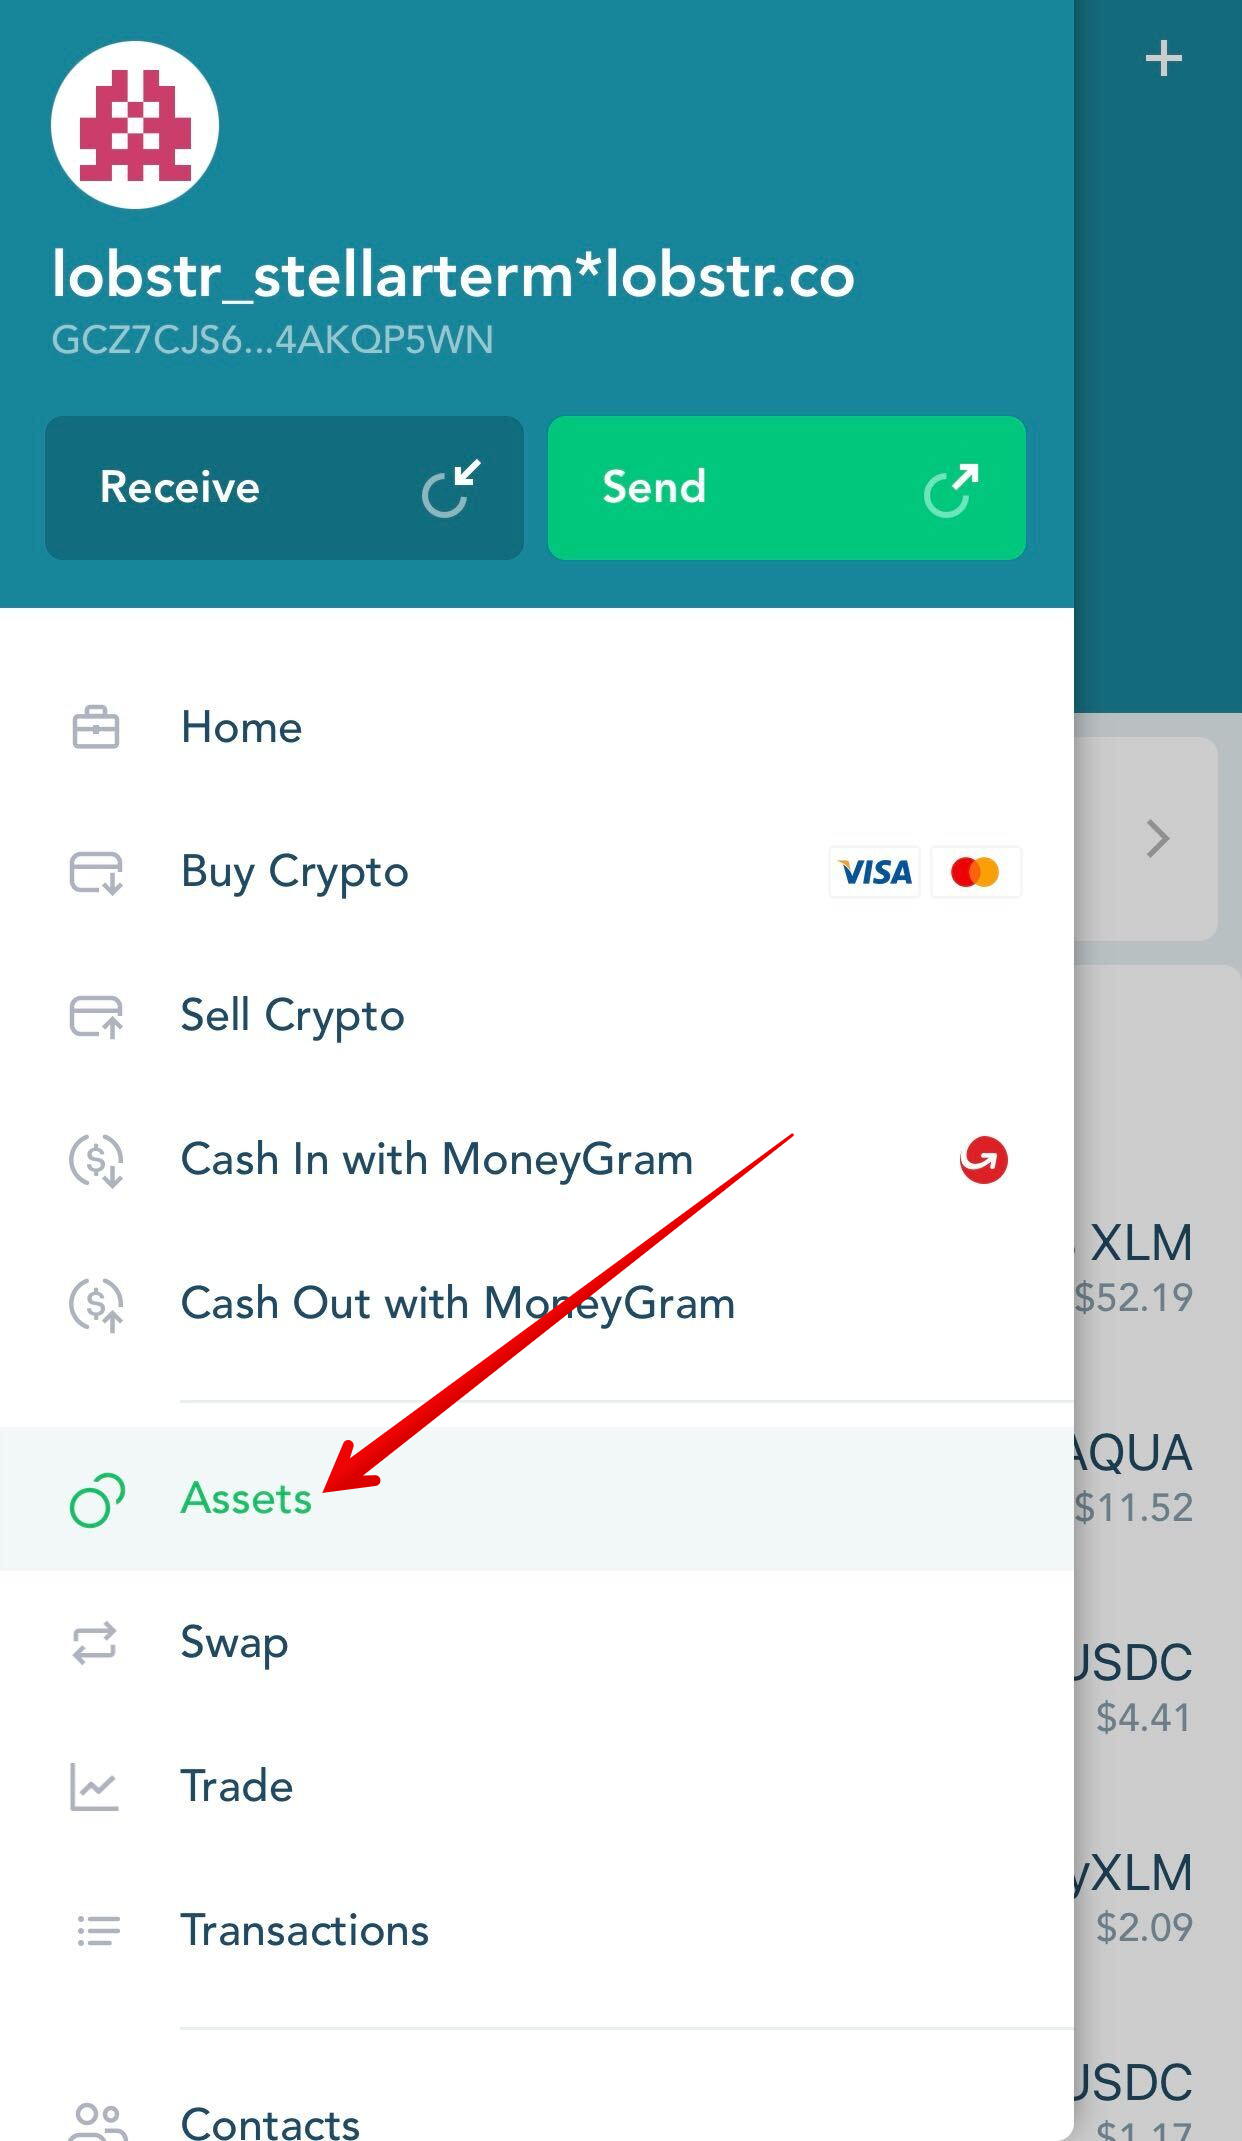 lobstr_stellarterm*lobstr.co
GCZ7CJS6...4AKQP5WN
Receive
Send
Home
Buy Crypto
VISA
Sell Crypto
Cash In with MoneyGram
Cash Out with MoneyGram
Assets
Swap
Trade
Transactions
Contacts
XLM
$52.19
AQUA
$11.52
USDC
$4.41
yXLM
$2.09
USDC
$1.17